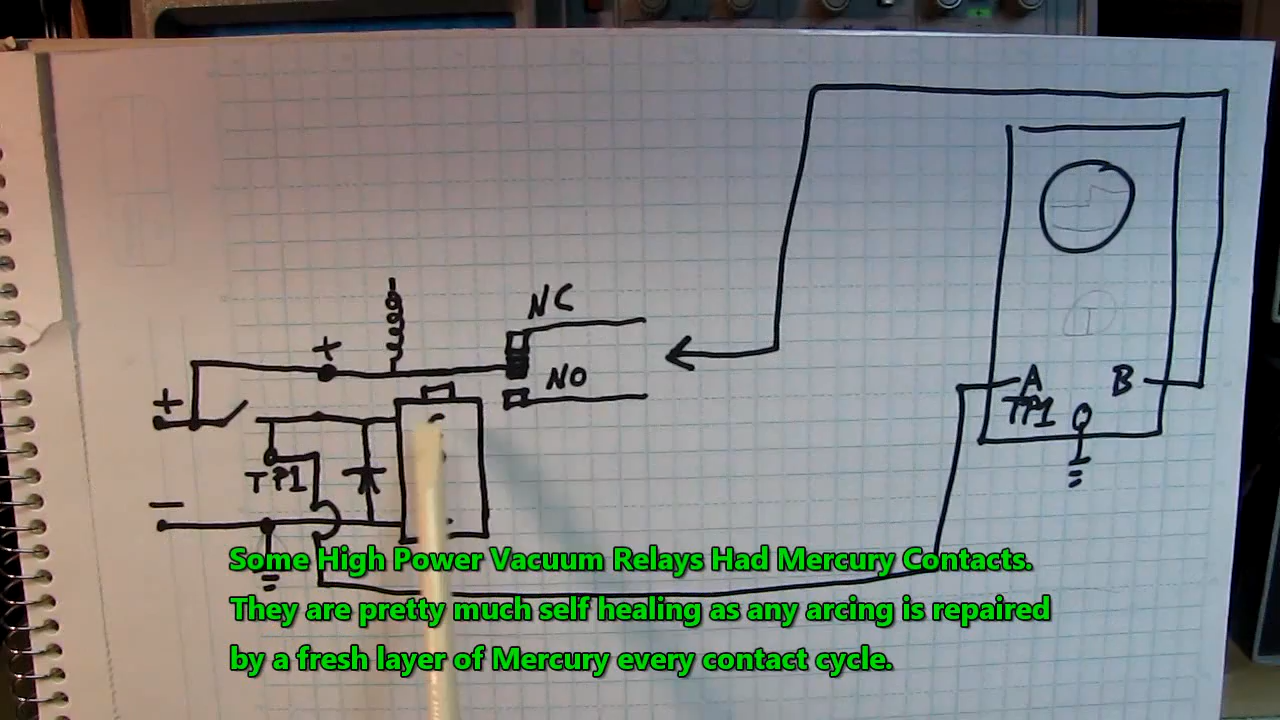 NC
+
NO
+
A
B
TP1
TP1
−
Some High Power Vacuum Relays Had Mercury Contacts.
They are pretty much self healing as any arcing is repaired
by a fresh layer of Mercury every contact cycle.